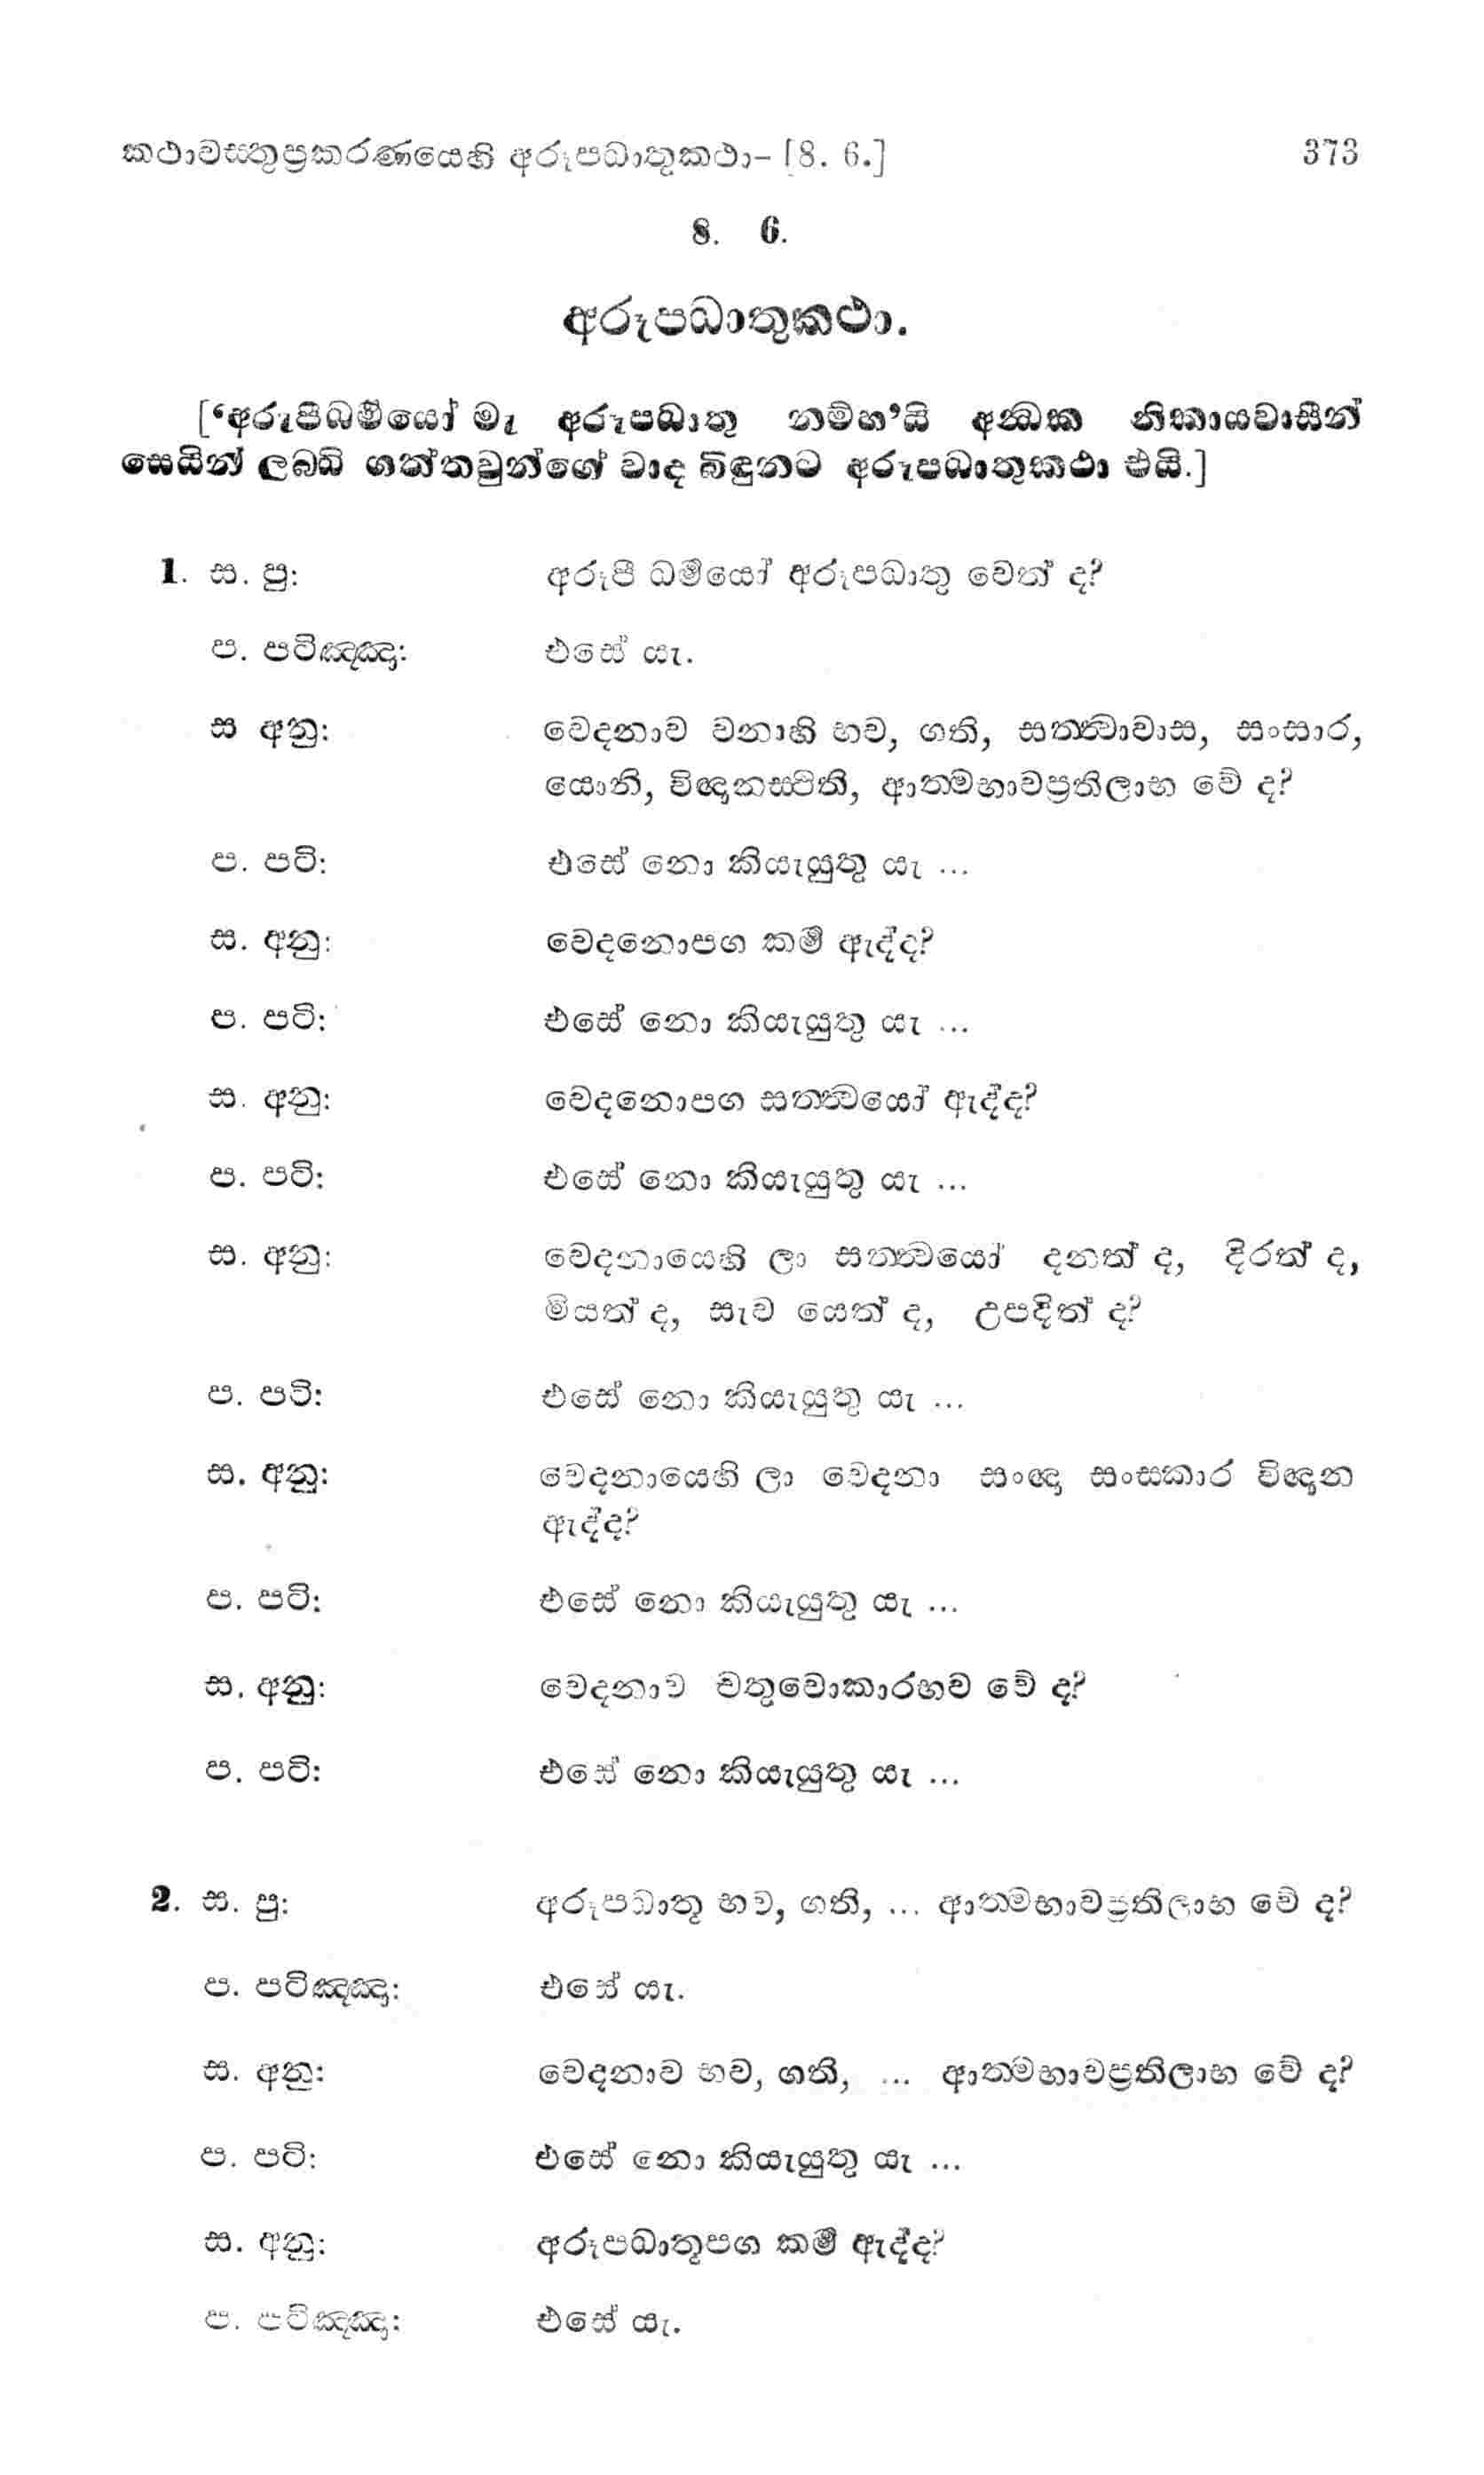 කථාවස්තුප්‍රකරණයෙහි අරූපධාතුකථා– [8. 6.] 373
8. 6.
අරූපධාතුකථා.
[‘අරූපීධර්‍මයෝ මැ අරූපධාතු නම්හ’යි අන්ධක නිකායවාසීන්
සෙයින් ලබධි ගත්තවුන්ගේ වාද බිඳුනට අරූපධාතුකථා එයි.]
1. ස. පු: අරූපී ධර්‍මයෝ අරූපධාතු වෙත් ද?
ප. පටිඤ්ඤා: එසේ යැ.
ස අනු: වෙදනාව වනාහි භව, ගති, සත්ත්‍වාවාස, සංසාර,
යොනි, විඥානස්ථිති, ආත්මභාවප්‍රතිලාභ වේ ද?
ප. පටි: එසේ නො කියැයුතු යැ ...
ස. අනු: වෙදනොපග කර්‍ම ඇද්ද?
ප. පටි: එසේ නො කියැයුතු යැ ...
ස. අනු: වෙදනොපග සත්ත්‍වයෝ ඇද්ද?
ප. පටි: එසේ නො කියැයුතු යැ ...
ස. අනු: වෙදනායෙහි ලා සත්ත්‍වයෝ දනත් ද, දිරත් ද,
මියත් ද, සැව යෙත් ද, උපදිත් ද?
ප. පටි: එසේ නො කියැයුතු යැ ...
ස. අනු: වෙදනායෙහි ලා වෙදනා සංඥා සංස්කාර විඥාන
ඇද්ද?
ප. පටි: එසේ නො කියැයුතු යැ ...
ස. අනු: වෙදනාව චතුවොකාරභව වේ ද?
ප. පටි: එසේ නො කියැයුතු යැ ...
2. ස. පු: අරූපධාතු භව, ගති, ... ආත්මභාවප්‍රතිලාභ වේ ද?
ප. පටිඤ්ඤා: එසේ යැ.
ස. අනු: වෙදනාව භව, ගති, ... ආත්මභාවප්‍රතිලාභ වේ ද?
ප. පටි: එසේ නො කියැයුතු යැ ...
ස. අනු: අරූපධාතූපග කර්‍ම ඇද්ද?
ප. පටිඤ්ඤා: එසේ යැ.